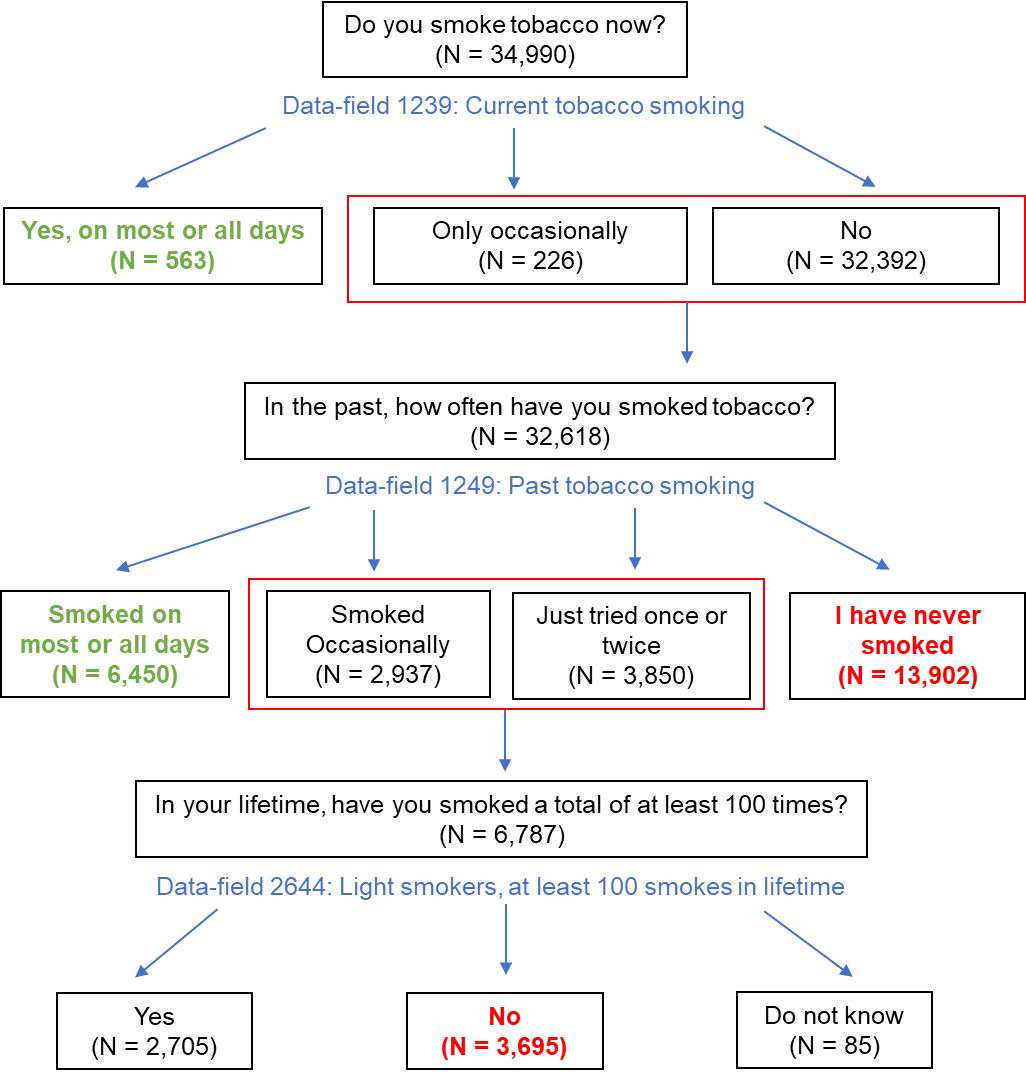 Do you smoke tobacco now?
(N = 34,990)
Data-field 1239: Current tobacco smoking
Yes, on most or all days
(N = 563)
Only occasionally
(N = 226)
No
(N = 32,392)
In the past, how often have you smoked tobacco?
(N = 32,618)
Data-field 1249: Past tobacco smoking
Smoked on
most or all days
(N = 6,450)
Smoked
Occasionally
(N = 2,937)
Just tried once or
twice
(N = 3,850)
I have never
smoked
(N = 13,902)
In your lifetime, have you smoked a total of at least 100 times?
(N = 6,787)
Data-field 2644: Light smokers, at least 100 smokes in lifetime
Yes
(N = 2,705)
No
(N = 3,695)
Do not know
(N = 85)